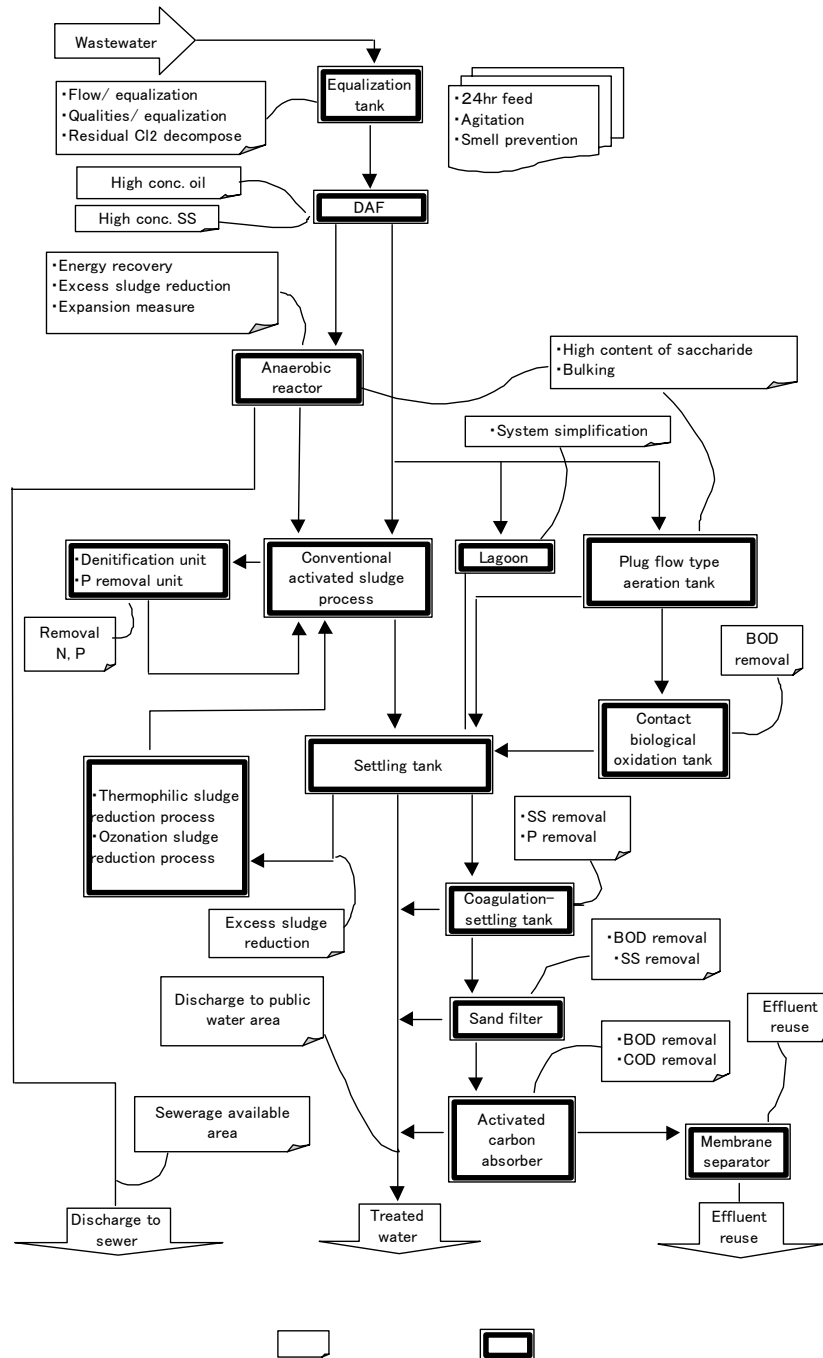 Wastewater
Equalization
tank
・Flow/ equalization
・Qualities/ equalization
・Residual Cl2 decompose
・24hr feed
・Agitation
・Smell prevention
High conc. oil
High conc. SS
DAF
・Energy recovery
・Excess sludge reduction
・Expansion measure
Anaerobic
reactor
・High content of saccharide
・Bulking
・System simplification
・Denitification unit
・P removal unit
Conventional
activated sludge
process
Lagoon
Plug flow type
aeration tank
Removal
N, P
BOD
removal
Contact
biological
oxidation tank
Settling tank
・Thermophilic sludge
reduction process
・Ozonation sludge
reduction process
・SS removal
・P removal
Coagulation-
settling tank
Excess sludge
reduction
・BOD removal
・SS removal
Discharge to public
water area
Sand filter
Effluent
reuse
・BOD removal
・COD removal
Sewerage available
area
Activated
carbon
absorber
Membrane
separator
Discharge to
sewer
Treated
water
Effluent
reuse